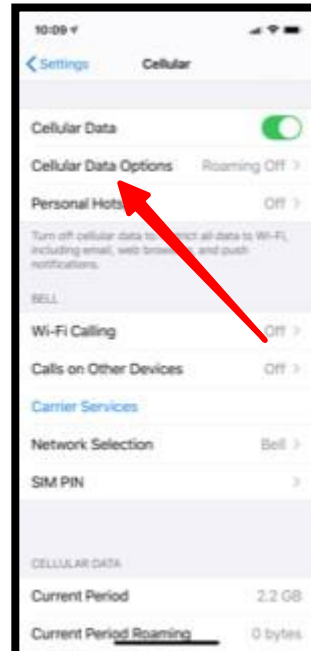 10:09
Settings Cellular
Cellular Data
Cellular Data Options Roaming Off
Personal Hots Off
Turn off cellular data to all data to Wi-Fi,
including email, web and push
notifications.
BELL
Wi-Fi Calling Off
Calls on Other Devices Off
Carrier Services
Network Selection Bell
SIM PIN
CELLULAR DATA
Current Period 2.2 GB
Current Period Roaming 0 bytes